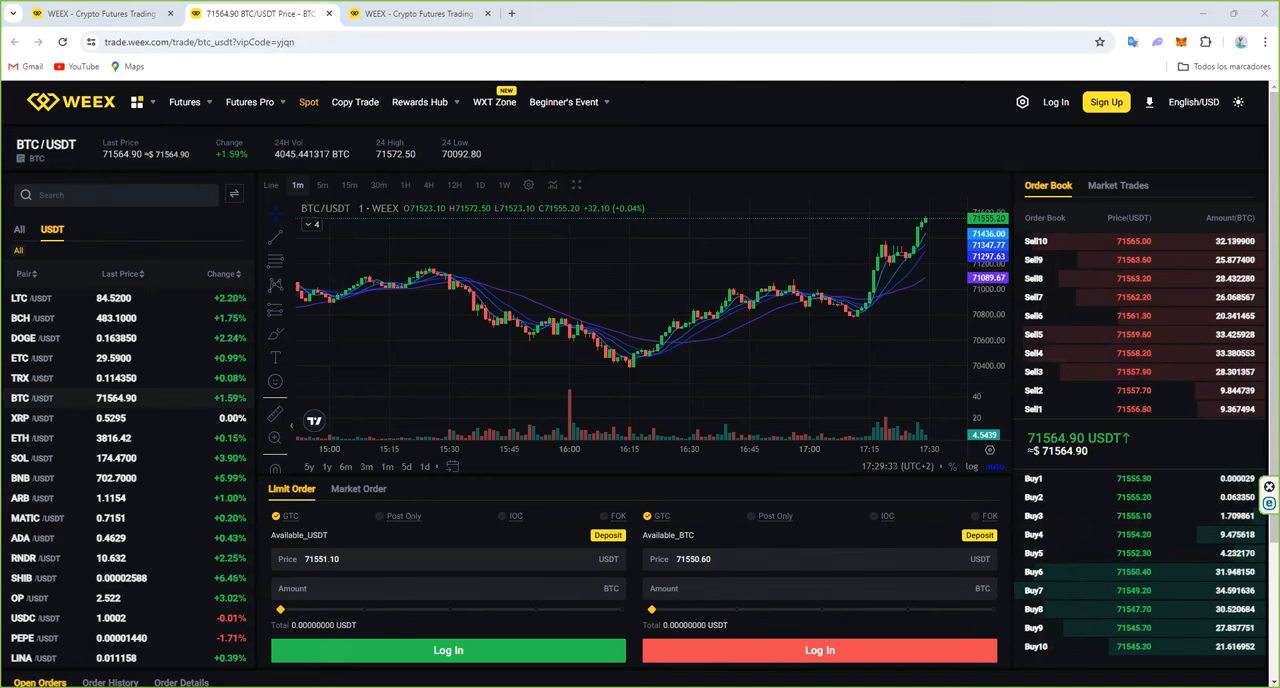 WEEX - Crypto Futures Trading
71564.90 BTC/USDT Price - BTC
WEEX - Crypto Futures Trading
trade.weex.com/trade/btc_usdt?vipCode=yjqn
Gmail YouTube Maps Todos los marcadores
WEEX Futures Futures Pro Spot Copy Trade Rewards Hub WXT Zone NEW Beginner's Event Log In Sign Up English/USD
BTC/USDT
BTC
Last Price Change 24H Vol 24 High 24 Low
71564.90 ≈$ 71564.90 +1.59% 4045.441317 BTC 71572.50 70092.80
Search
All USDT
All
Pair Last Price Change
LTC /USDT 84.5200 +2.20%
BCH /USDT 483.1000 +1.75%
DOGE /USDT 0.163850 +2.24%
ETC /USDT 29.5900 +0.99%
TRX /USDT 0.114350 +0.08%
BTC /USDT 71564.90 +1.59%
XRP /USDT 0.5295 0.00%
ETH /USDT 3816.42 +0.15%
SOL /USDT 174.4700 +3.90%
BNB /USDT 702.7000 +5.99%
ARB /USDT 1.1154 +1.00%
MATIC /USDT 0.7151 +0.20%
ADA /USDT 0.4629 +0.43%
RNDR /USDT 10.632 +2.25%
SHIB /USDT 0.00002588 +6.46%
OP /USDT 2.522 +3.02%
USDC /USDT 1.0002 -0.01%
PEPE /USDT 0.00001440 -1.71%
LINA /USDT 0.011158 +0.39%
Line 1m 5m 15m 30m 1H 4H 12H 1D 1W
BTC/USDT · 1 · WEEX O71523.10 H71572.50 L71523.10 C71555.20 +32.10 (+0.04%)
4
71555.20
71436.00
71347.77
71297.63
71200.00
71089.67
71000.00
70800.00
70600.00
70400.00
40
20
4.5439
15:00 15:15 15:30 15:45 16:00 16:15 16:30 16:45 17:00 17:15 17:30
5y 1y 6m 3m 1m 5d 1d 17:29:33 (UTC+2) % log auto
Limit Order Market Order
GTC Post Only IOC FOK
Available_USDT Deposit
Price 71551.10 USDT
Amount BTC
Total 0.00000000 USDT
Log In
GTC Post Only IOC FOK
Available_BTC Deposit
Price 71550.60 USDT
Amount BTC
Total 0.00000000 USDT
Log In
Order Book Market Trades
Order Book Price(USDT) Amount(BTC)
Sell10 71565.00 32.139900
Sell9 71563.60 25.877400
Sell8 71563.20 28.432280
Sell7 71562.20 26.068567
Sell6 71561.30 20.341465
Sell5 71559.60 33.425928
Sell4 71568.20 33.380553
Sell3 71557.90 28.301357
Sell2 71557.70 9.844739
Sell1 71556.80 9.367494
71564.90 USDT↑
≈$ 71564.90
Buy1 71555.30 0.000029
Buy2 71555.20 0.063350
Buy3 71555.10 1.709861
Buy4 71554.20 9.475618
Buy5 71552.30 4.232170
Buy6 71550.40 31.948150
Buy7 71549.20 34.591636
Buy8 71547.70 30.520684
Buy9 71545.70 27.837751
Buy10 71545.30 21.616952
Open Orders Order History Order Details